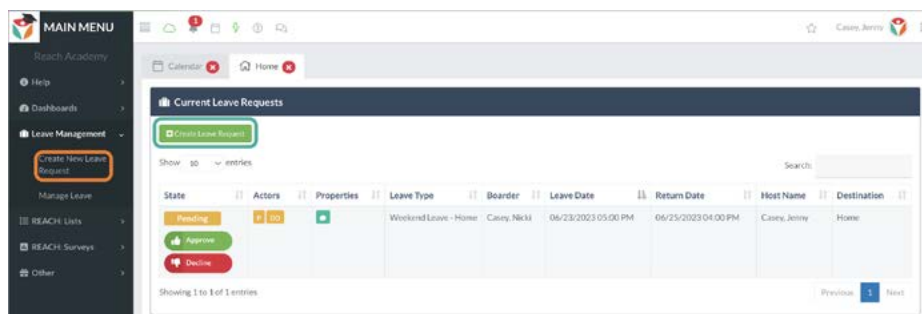 MAIN MENU
1
Casey, Jenny
Reach Academy
Calendar
Home
Help
Dashboards
Current Leave Requests
Leave Management
Create Leave Request
Create New Leave
Request
Show 10 entries
Search:
Manage Leave
State Actors Properties Leave Type Boarder Leave Date Return Date Host Name Destination
REACH: Lists
Pending P DO Weekend Leave - Home Casey, Nicki 06/23/2023 05:00 PM 06/25/2023 04:00 PM Casey, Jenny Home
REACH: Surveys
Approve
Decline
Other
Showing 1 to 1 of 1 entries
Previous 1 Next